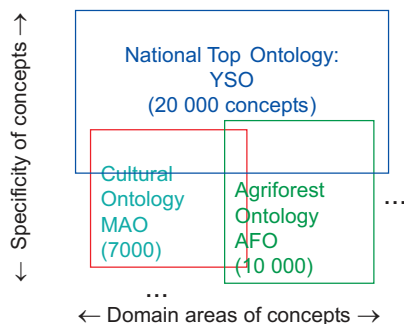 ← Specificity of concepts →
National Top Ontology:
YSO
(20 000 concepts)
Cultural
Ontology
MAO
(7000)
Agriforest
Ontology
AFO
(10 000)
...
...
← Domain areas of concepts →